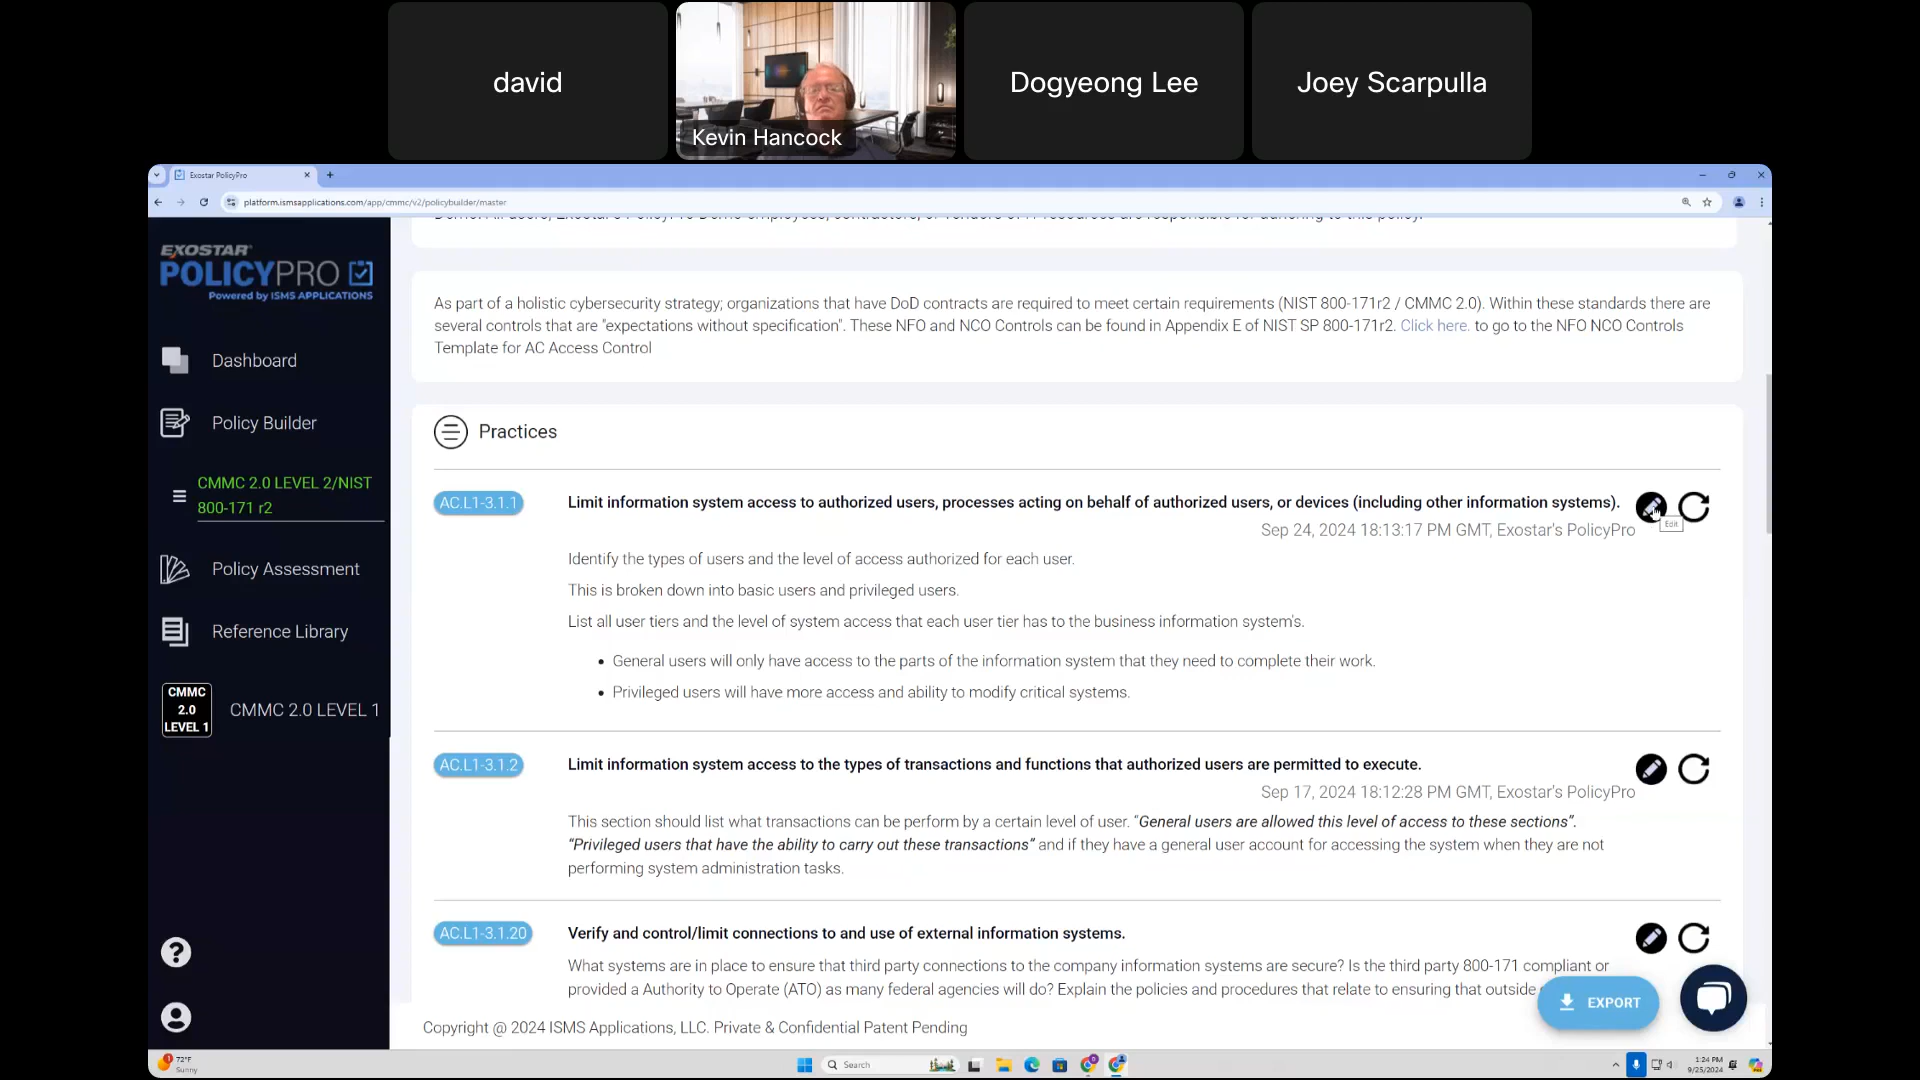 david
Kevin Hancock
Dogyeong Lee
Joey Scarpulla
Exostar PolicyPro
platform.ismsapplications.com/app/cmmc/v2/policybuilder/master
EXOSTAR
POLICYPRO
Powered by ISMS APPLICATIONS
Dashboard
Policy Builder
CMMC 2.0 LEVEL 2/NIST
800-171 r2
Policy Assessment
Reference Library
CMMC
2.0
LEVEL 1
CMMC 2.0 LEVEL 1
As part of a holistic cybersecurity strategy; organizations that have DoD contracts are required to meet certain requirements (NIST 800-171r2 / CMMC 2.0). Within these standards there are
several controls that are "expectations without specification". These NFO and NCO Controls can be found in Appendix E of NIST SP 800-171r2. Click here. to go to the NFO NCO Controls
Template for AC Access Control
Practices
AC.L1-3.1.1
Limit information system access to authorized users, processes acting on behalf of authorized users, or devices (including other information systems).
Edit
Sep 24, 2024 18:13:17 PM GMT, Exostar's PolicyPro
Identify the types of users and the level of access authorized for each user.
This is broken down into basic users and privileged users.
List all user tiers and the level of system access that each user tier has to the business information system's.
• General users will only have access to the parts of the information system that they need to complete their work.
• Privileged users will have more access and ability to modify critical systems.
AC.L1-3.1.2
Limit information system access to the types of transactions and functions that authorized users are permitted to execute.
Sep 17, 2024 18:12:28 PM GMT, Exostar's PolicyPro
This section should list what transactions can be perform by a certain level of user. "General users are allowed this level of access to these sections".
"Privileged users that have the ability to carry out these transactions" and if they have a general user account for accessing the system when they are not
performing system administration tasks.
AC.L1-3.1.20
Verify and control/limit connections to and use of external information systems.
What systems are in place to ensure that third party connections to the company information systems are secure? Is the third party 800-171 compliant or
provided a Authority to Operate (ATO) as many federal agencies will do? Explain the policies and procedures that relate to ensuring that outside
EXPORT
Copyright @ 2024 ISMS Applications, LLC. Private & Confidential Patent Pending
72°F
Sunny
Search
1:24 PM
9/25/2024